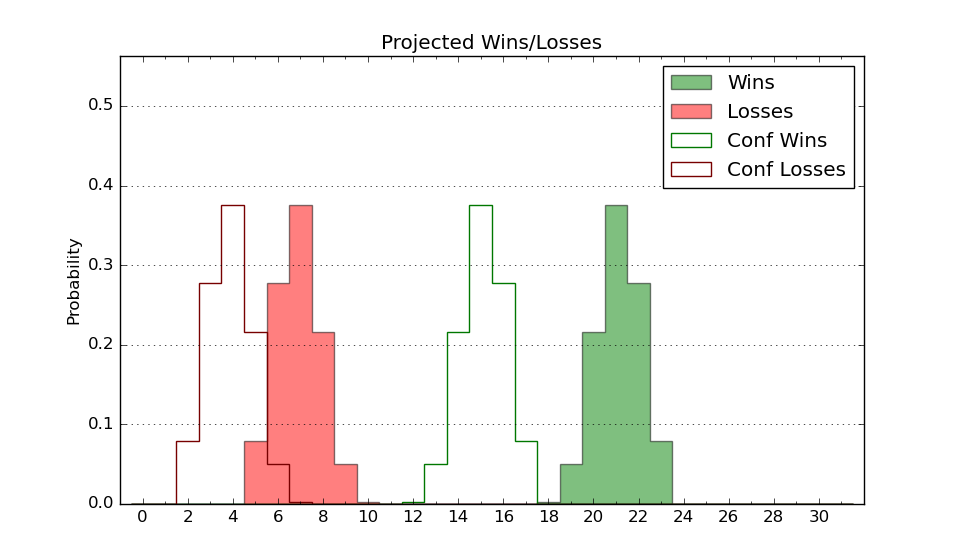 Projected Wins/Losses
Wins
Losses
Conf Wins
Conf Losses
Probability
0.5
0.4
0.3
0.2
0.1
0.0
0 2 4 6 8 10 12 14 16 18 20 22 24 26 28 30